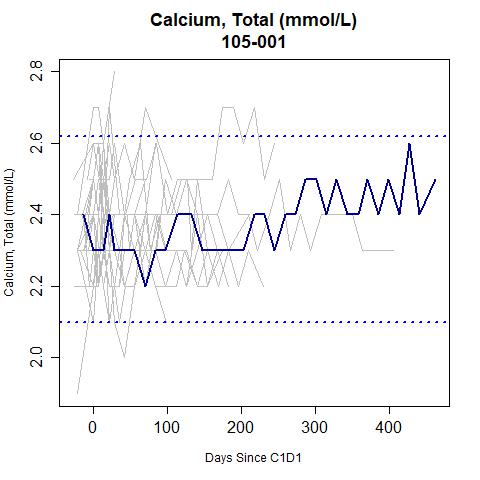 Calcium, Total (mmol/L)
105-001
2.8
2.6
2.4
2.2
2.0
Calcium, Total (mmol/L)
0 100 200 300 400
Days Since C1D1